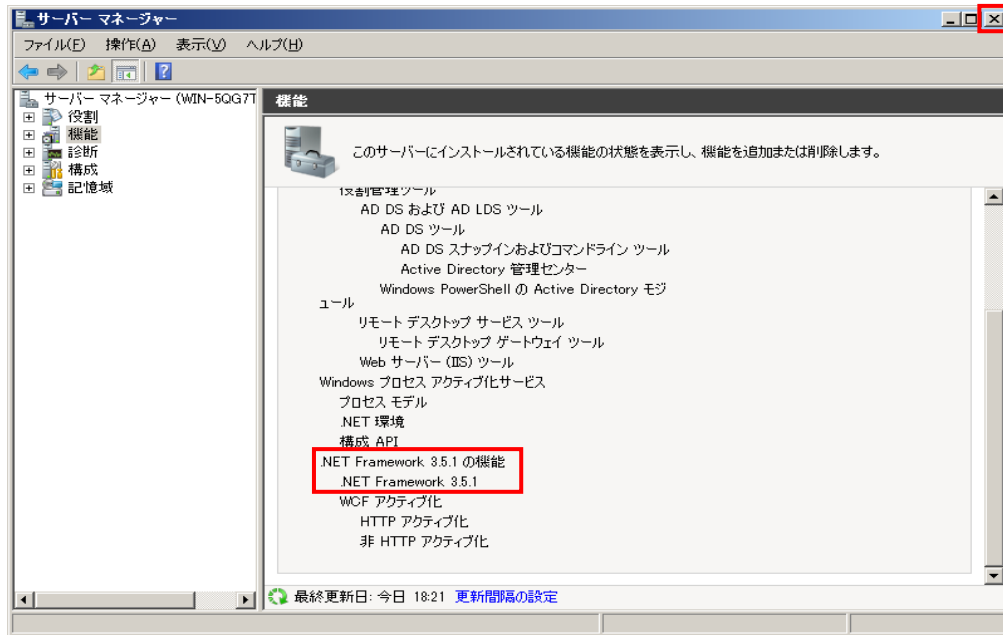 サーバー マネージャー
ファイル(F) 操作(A) 表示(V) ヘルプ(H)
サーバー マネージャー (WIN-5QG7T
役割
機能
診断
構成
記憶域
機能
このサーバーにインストールされている機能の状態を表示し、機能を追加または削除します。
役割管理ツール
AD DS および AD LDS ツール
AD DS ツール
AD DS スナップインおよびコマンドライン ツール
Active Directory 管理センター
Windows PowerShell の Active Directory モジ
ュール
リモート デスクトップ サービス ツール
リモート デスクトップ ゲートウェイ ツール
Web サーバー (IIS) ツール
Windows プロセス アクティブ化サービス
プロセス モデル
.NET 環境
構成 API
.NET Framework 3.5.1 の機能
.NET Framework 3.5.1
WCF アクティブ化
HTTP アクティブ化
非 HTTP アクティブ化
最終更新日: 今日 18:21 更新間隔の設定